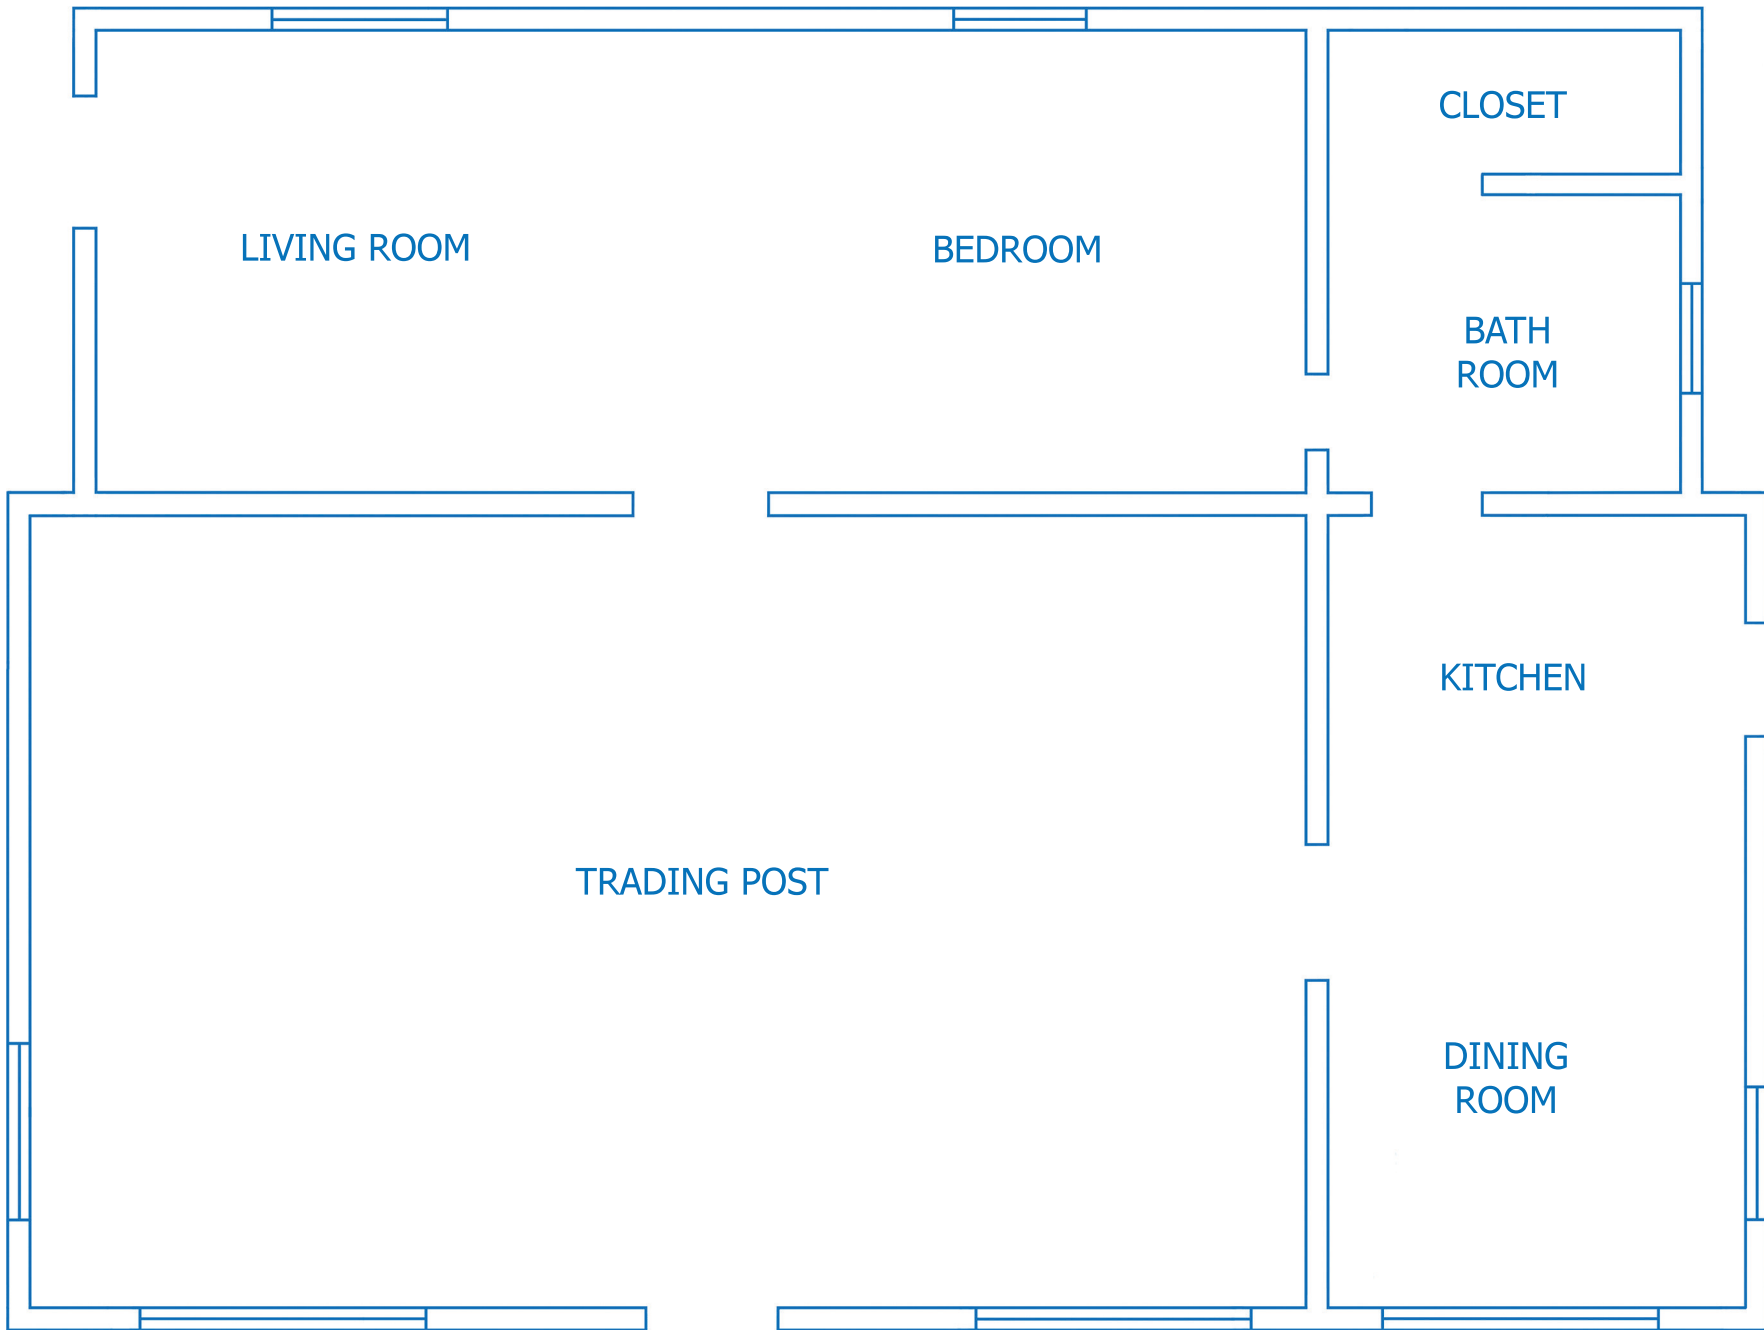 CLOSET
LIVING ROOM
BEDROOM
BATH
ROOM
KITCHEN
TRADING POST
DINING
ROOM